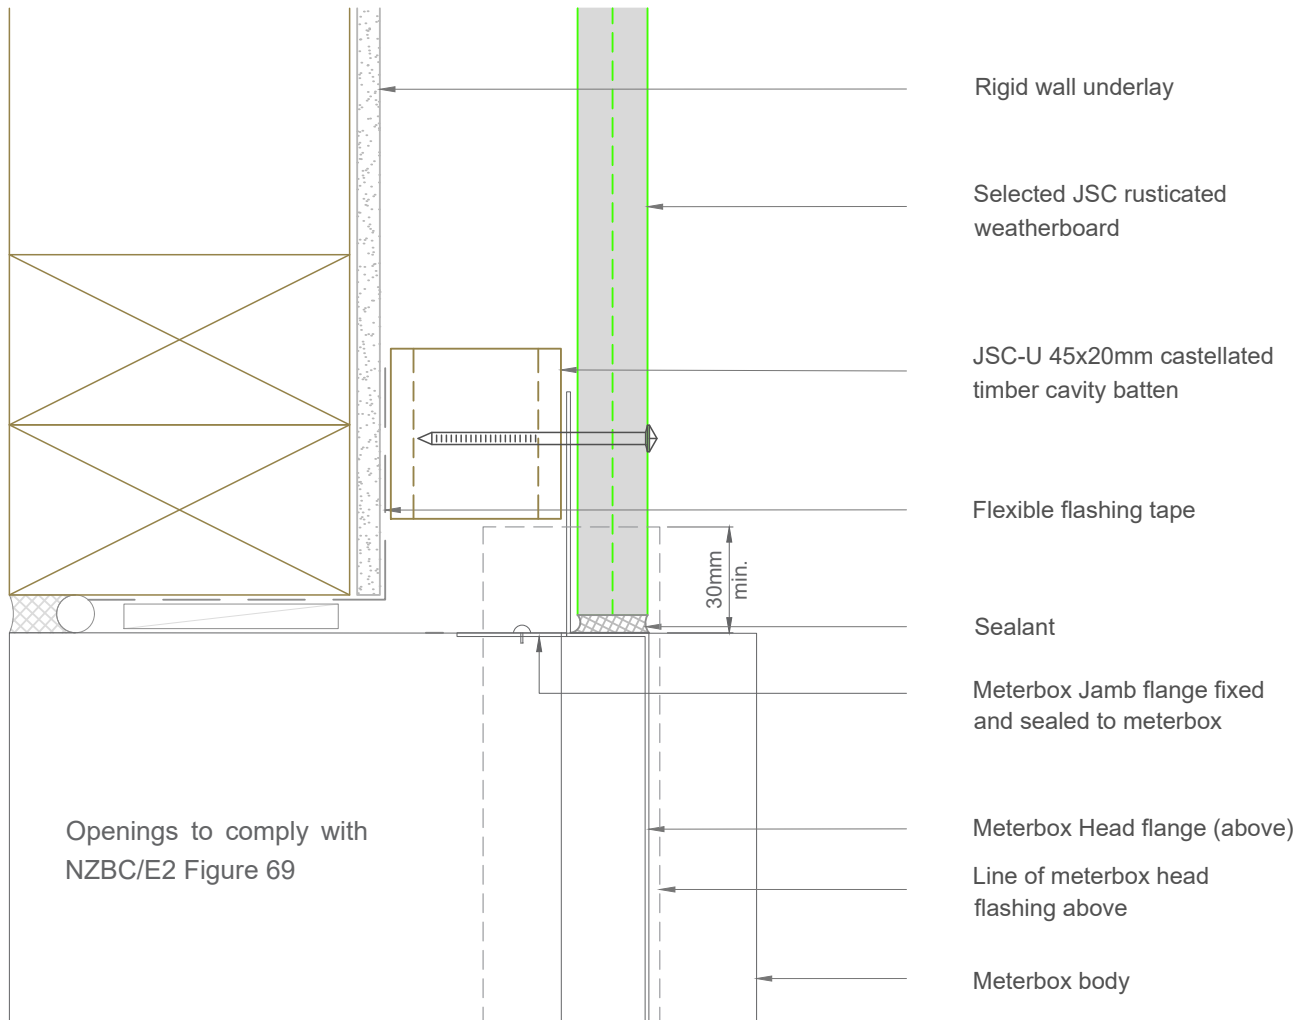 Rigid wall underlay
Selected JSC rusticated
weatherboard
JSC-U 45x20mm castellated
timber cavity batten
Flexible flashing tape
30mm
min.
Sealant
Meterbox Jamb flange fixed
and sealed to meterbox
Openings to comply with
NZBC/E2 Figure 69
Meterbox Head flange (above)
Line of meterbox head
flashing above
Meterbox body